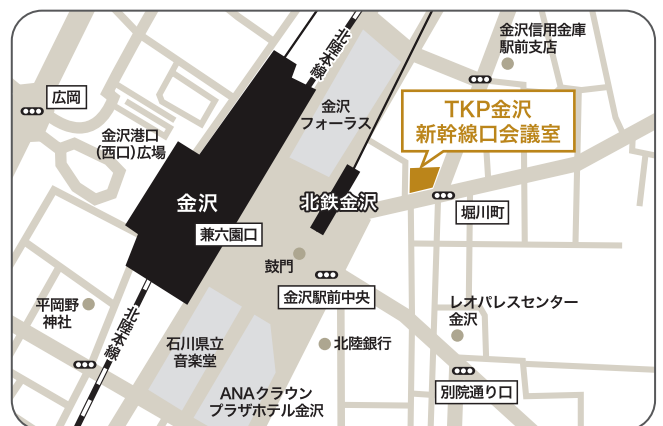 北陸本線
金沢信用金庫
駅前支店
広岡
金沢
フォーラス
TKP金沢
新幹線口会議室
金沢港口
(西口)広場
金沢
北鉄金沢
堀川町
兼六園口
鼓門
金沢駅前中央
平岡野
神社
北陸本線
レオパレスセンター
金沢
石川県立
音楽堂
北陸銀行
ANAクラウン
プラザホテル金沢
別院通り口